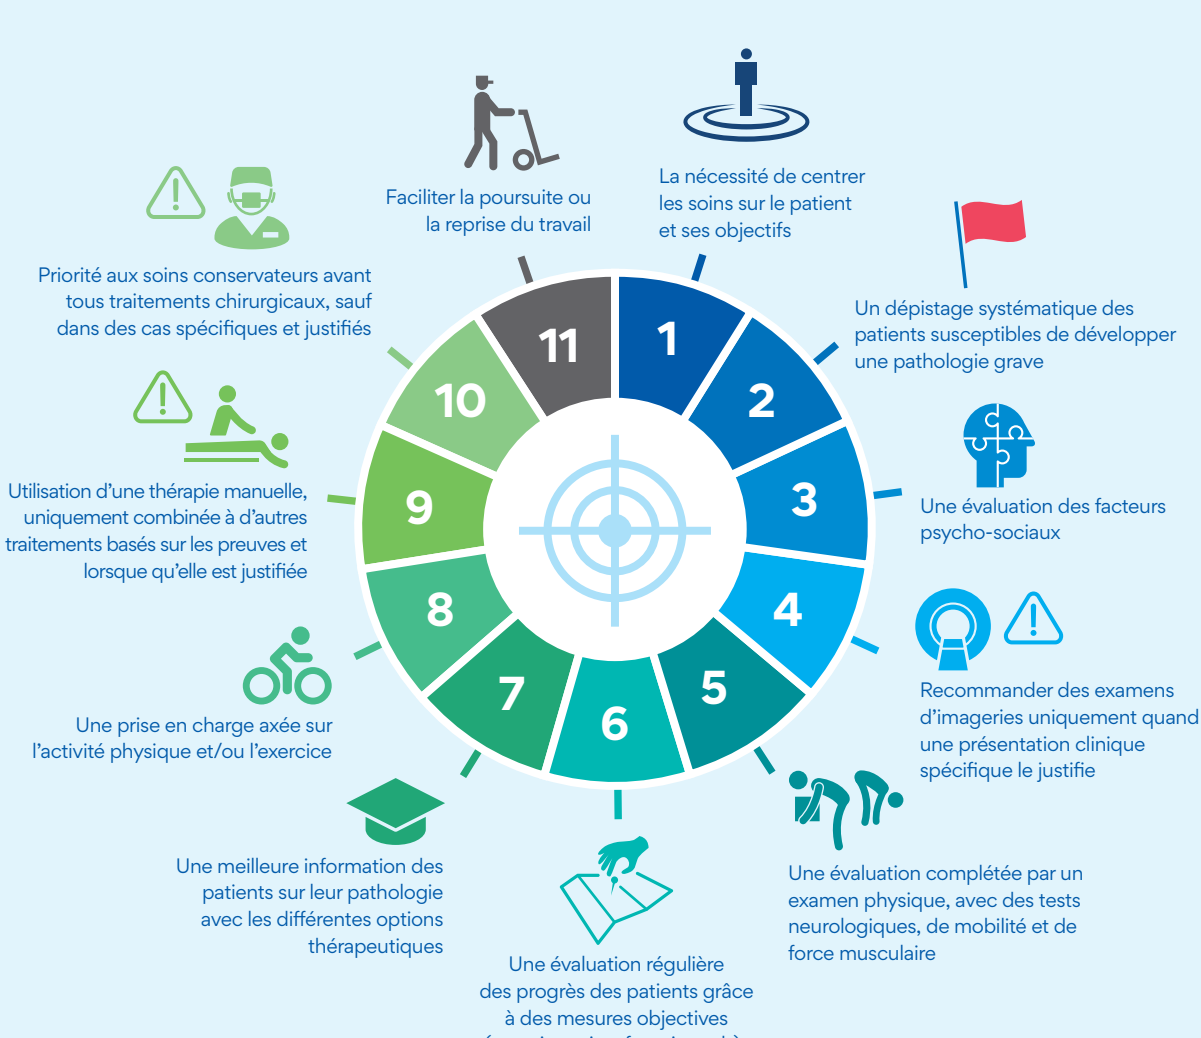 La nécessité de centrer
les soins sur le patient
et ses objectifs
Un dépistage systématique des
patients susceptibles de développer
une pathologie grave
Une évaluation des facteurs
psycho-sociaux
Recommander des examens
d'imageries uniquement quand
une présentation clinique
spécifique le justifie
Une évaluation complétée par un
examen physique, avec des tests
neurologiques, de mobilité et de
force musculaire
Une évaluation régulière
des progrès des patients grâce
à des mesures objectives
Une meilleure information des
patients sur leur pathologie
avec les différentes options
thérapeutiques
Une prise en charge axée sur
l'activité physique et/ou l'exercice
Utilisation d'une thérapie manuelle,
uniquement combinée à d'autres
traitements basés sur les preuves et
lorsqu'elle est justifiée
Priorité aux soins conservateurs avant
tous traitements chirurgicaux, sauf
dans des cas spécifiques et justifiés
Faciliter la poursuite ou
la reprise du travail
1
2
3
4
5
6
7
8
9
10
11